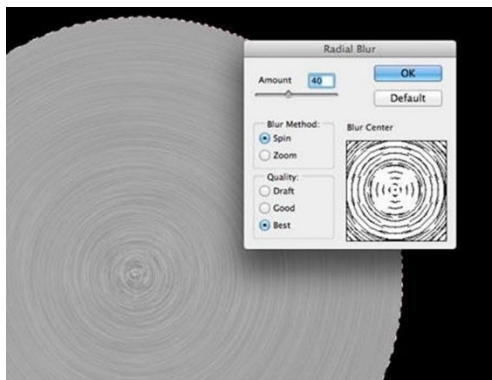 Radial Blur
Amount 40
OK
Default
Blur Method:
Spin
Zoom
Blur Center
Quality:
Draft
Good
Best